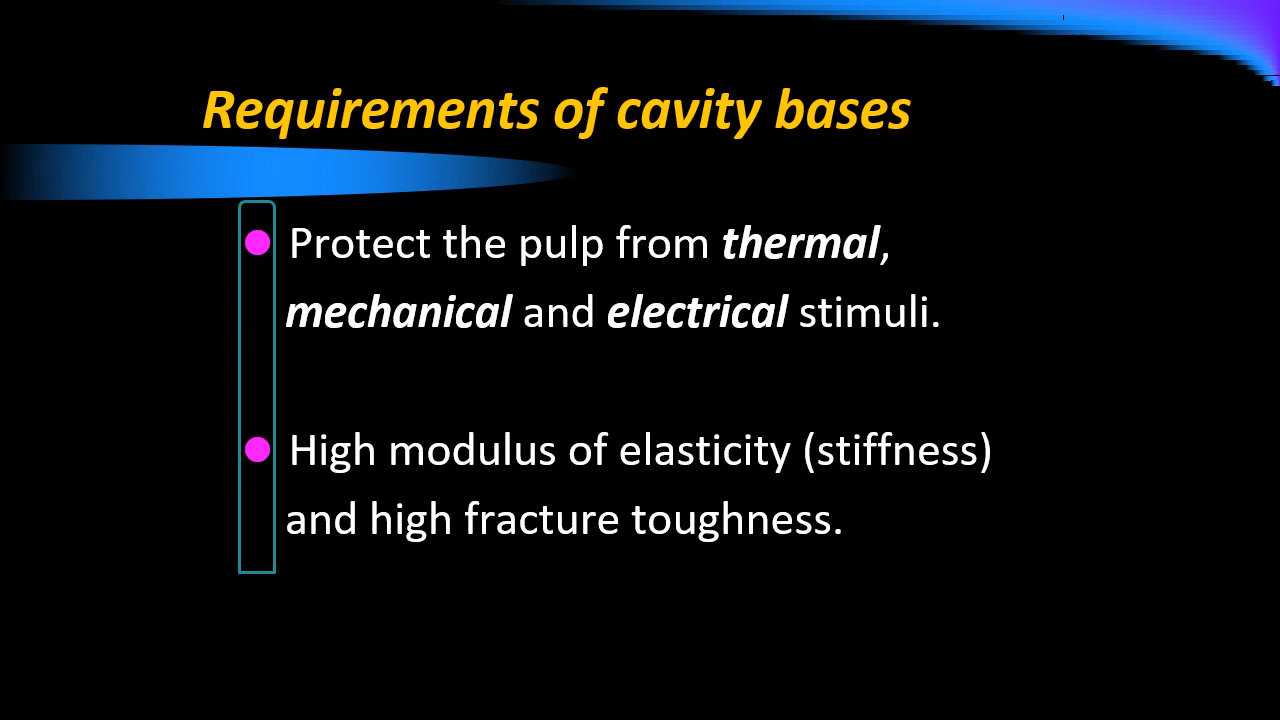 Requirements of cavity bases
Protect the pulp from thermal,
mechanical and electrical stimuli.
High modulus of elasticity (stiffness)
and high fracture toughness.